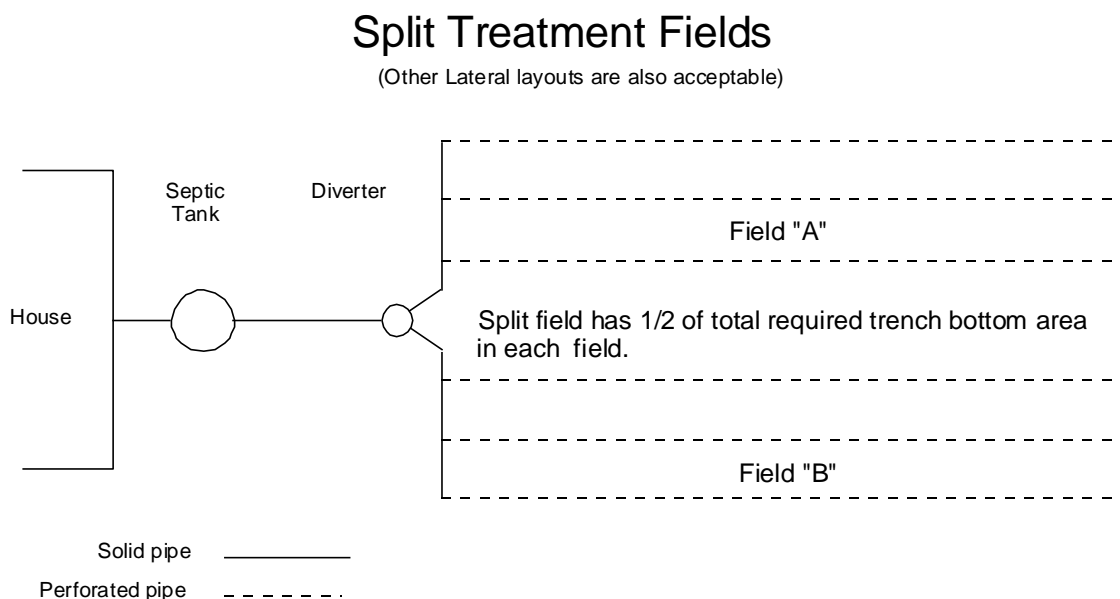 Split Treatment Fields
(Other Lateral layouts are also acceptable)
Septic
Tank
Diverter
Field "A"
House
Split field has 1/2 of total required trench bottom area
in each field.
Field "B"
Solid pipe
Perforated pipe